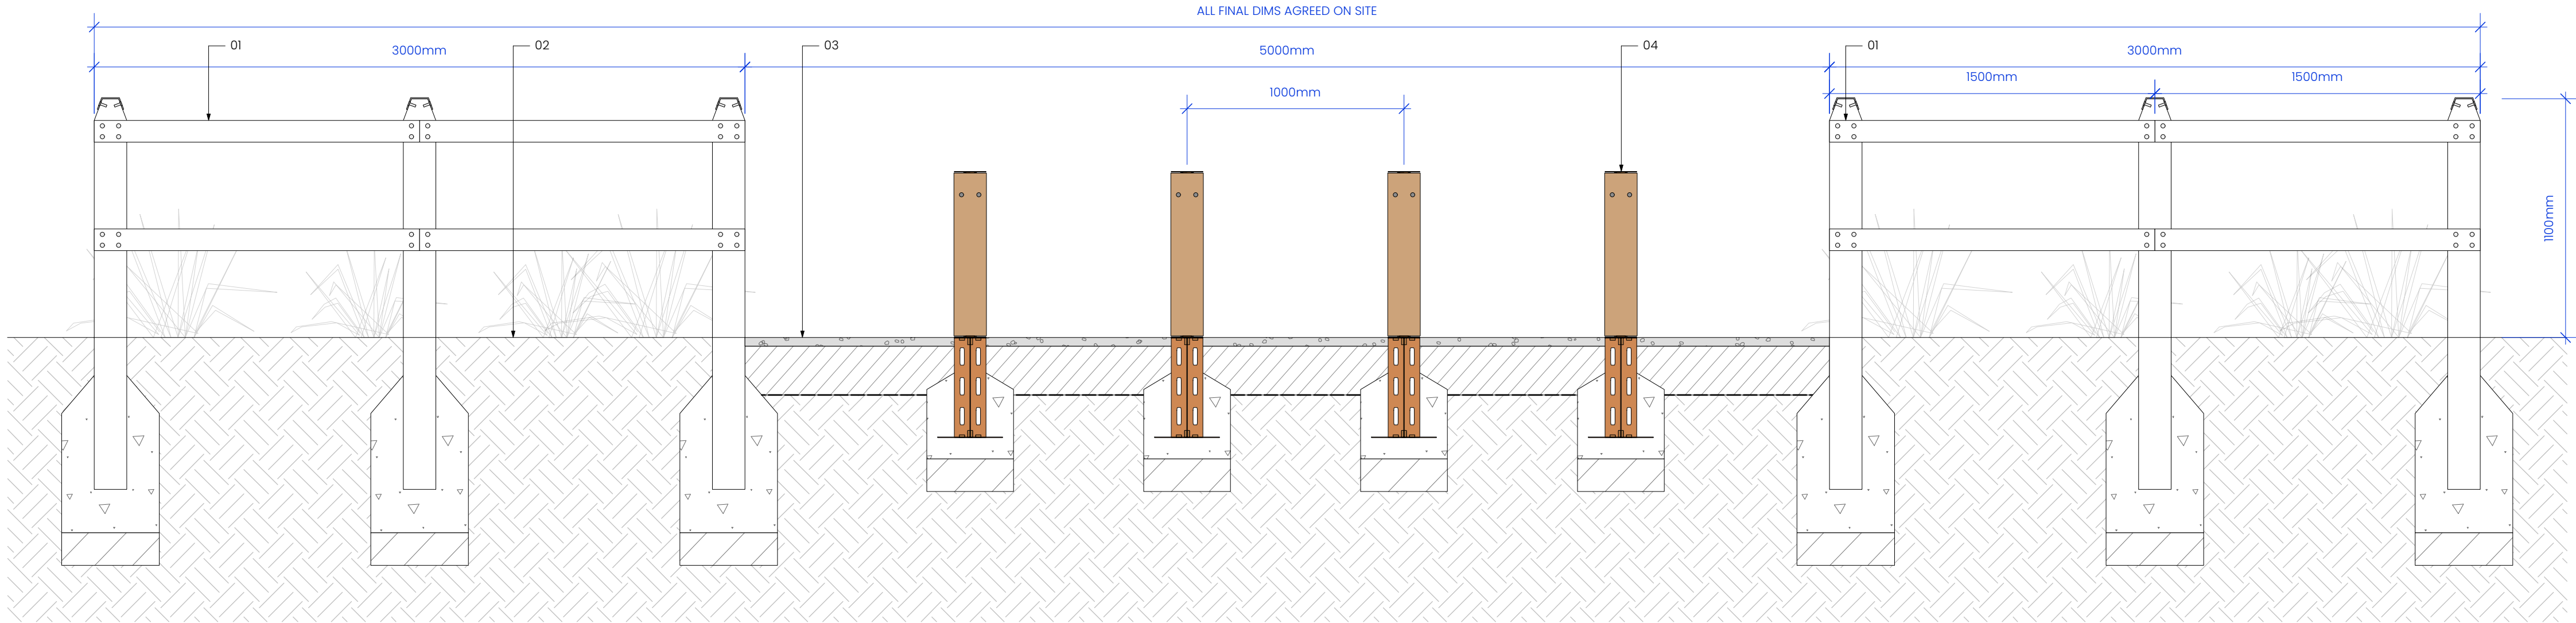 ALL FINAL DIMS AGREED ON SITE
01
3000mm
02
03
5000mm
04
01
3000mm
1500mm
1500mm
1000mm
1100mm